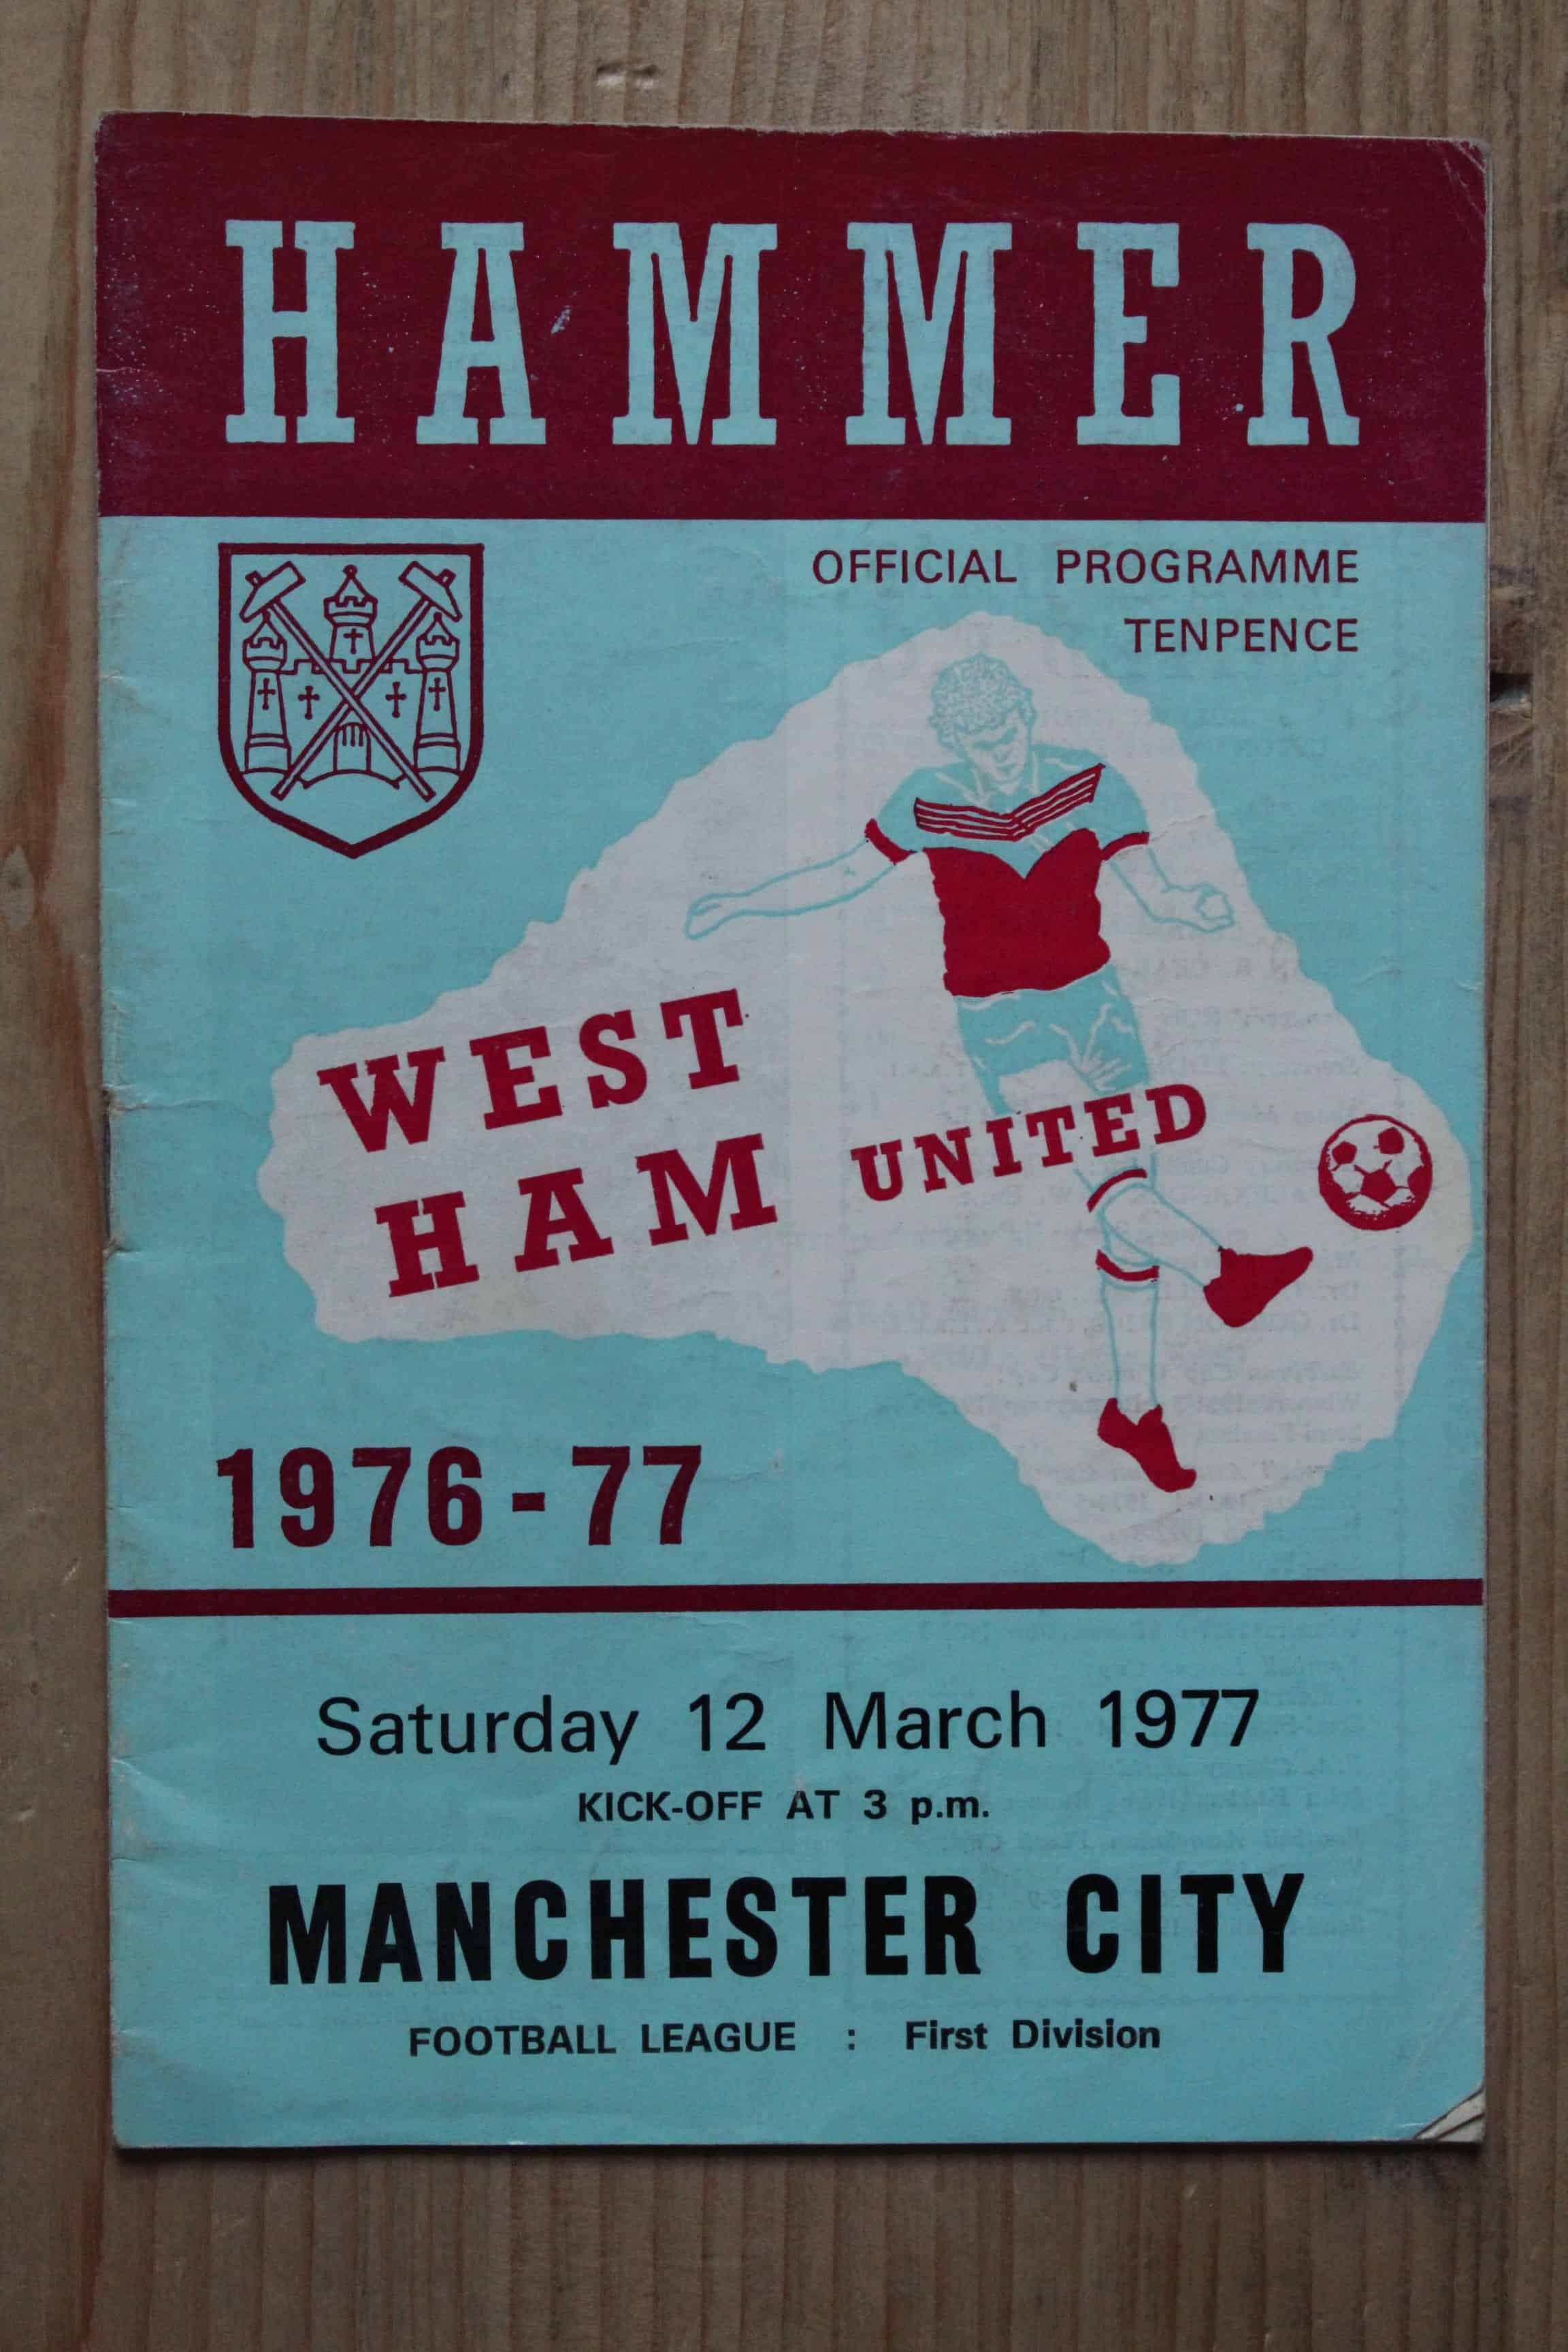 HAMMER
OFFICIAL PROGRAMME
TENPENCE
WEST
HAM UNITED
1976-77
Saturday 12 March 1977
KICK-OFF AT 3 p.m.
MANCHESTER CITY
FOOTBALL LEAGUE : First Division